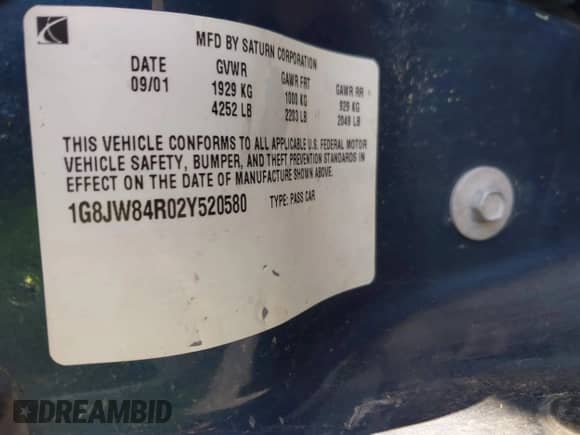 MFD BY SATURN CORPORATION
DATE GVWR GAWR FRT GAWR RR
09/01 1929 KG 1000 KG 929 KG
4252 LB 2203 LB 2048 LB
THIS VEHICLE CONFORMS TO ALL APPLICABLE U.S. FEDERAL MOTOR
VEHICLE SAFETY, BUMPER, AND THEFT PREVENTION STANDARDS IN
EFFECT ON THE DATE OF MANUFACTURE SHOWN ABOVE.
1G8JW84R02Y520580 TYPE: PASS CAR
DREAMBID